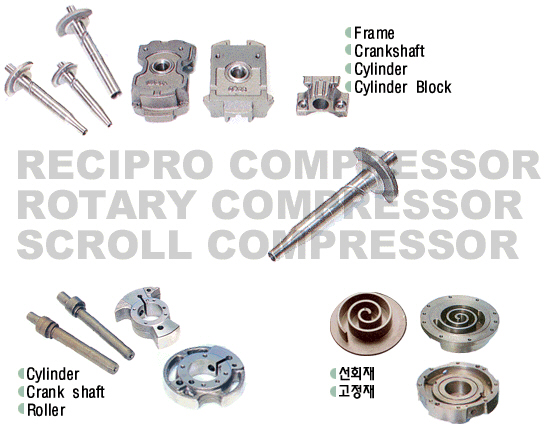 Frame
Crankshaft
Cylinder
Cylinder Block
RECIPRO COMPRESSOR
ROTARY COMPRESSOR
SCROLL COMPRESSOR
Cylinder
Crank shaft
Roller
선회재
고정재